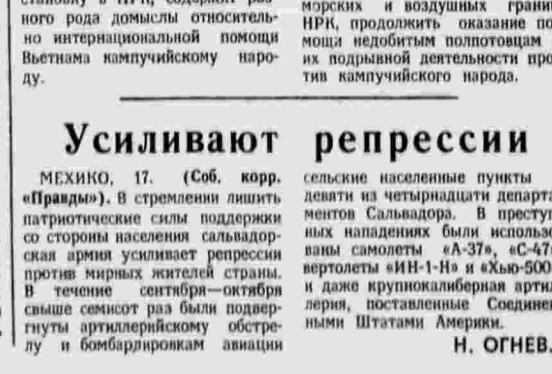 становку в НРК, содержит раз-
ного рода домыслы относитель-
но интернациональной помощи
Вьетнама кампучийскому наро-
ду.
морских и воздушных грани
НРК, продолжить оказание по
мощи недобитым полпотовцам
их подрывной деятельности про
тив кампучийского народа.
Усиливают репрессии
МЕХИКО, 17. (Соб. корр.
«Правды»). В стремлении лишить
патриотические силы поддержки
со стороны населения сальвадор-
ская армия усиливает репрессии
против мирных жителей страны.
В течение сентября—октября
свыше семисот раз были подвер-
гнуты артиллерийскому обстре-
лу и бомбардировкам авиации
сельские населенные пункты
девяти из четырнадцати департа
ментов Сальвадора. В преступ
ных нападениях были использо
ваны самолеты «А-37», «С-47»
вертолеты «ИН-1-Н» и «Хью-500
и даже крупнокалиберная артил
лерия, поставленные Соединен
ными Штатами Америки.
Н. ОГНЕВ.